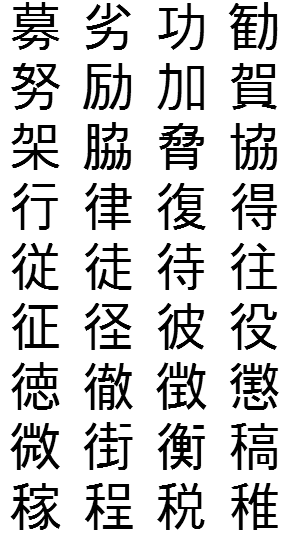 募 劣 功 勧
努 励 加 賀
架 脇 脅 協
行 律 復 得
従 徒 待 往
征 径 彼 役
徳 徹 徴 懲
微 街 衡 稿
稼 程 税 稚